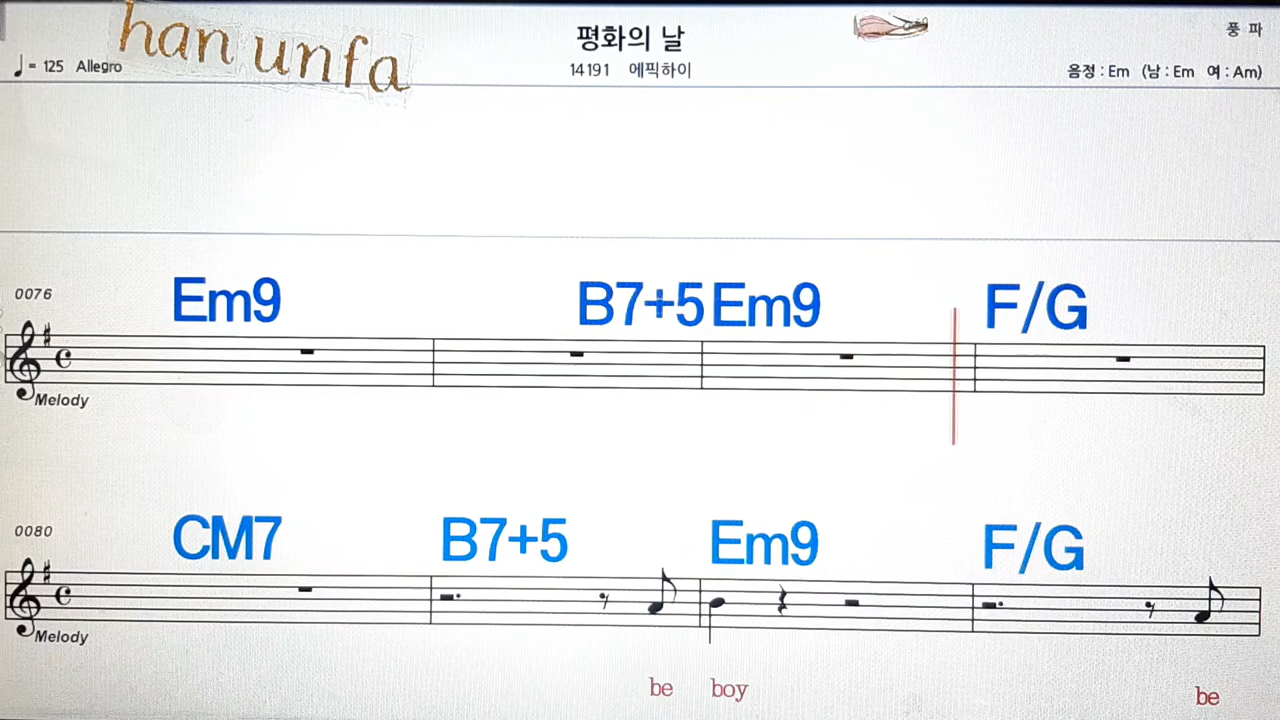 han unfa
평화의 날
풍 파
♩= 125 Allegro
14191 에픽하이
음정 : Em (남 : Em 여 : Am)
Em9 B7+5 Em9 F/G
0076
Melody
CM7 B7+5 Em9 F/G
0080
Melody
be boy be